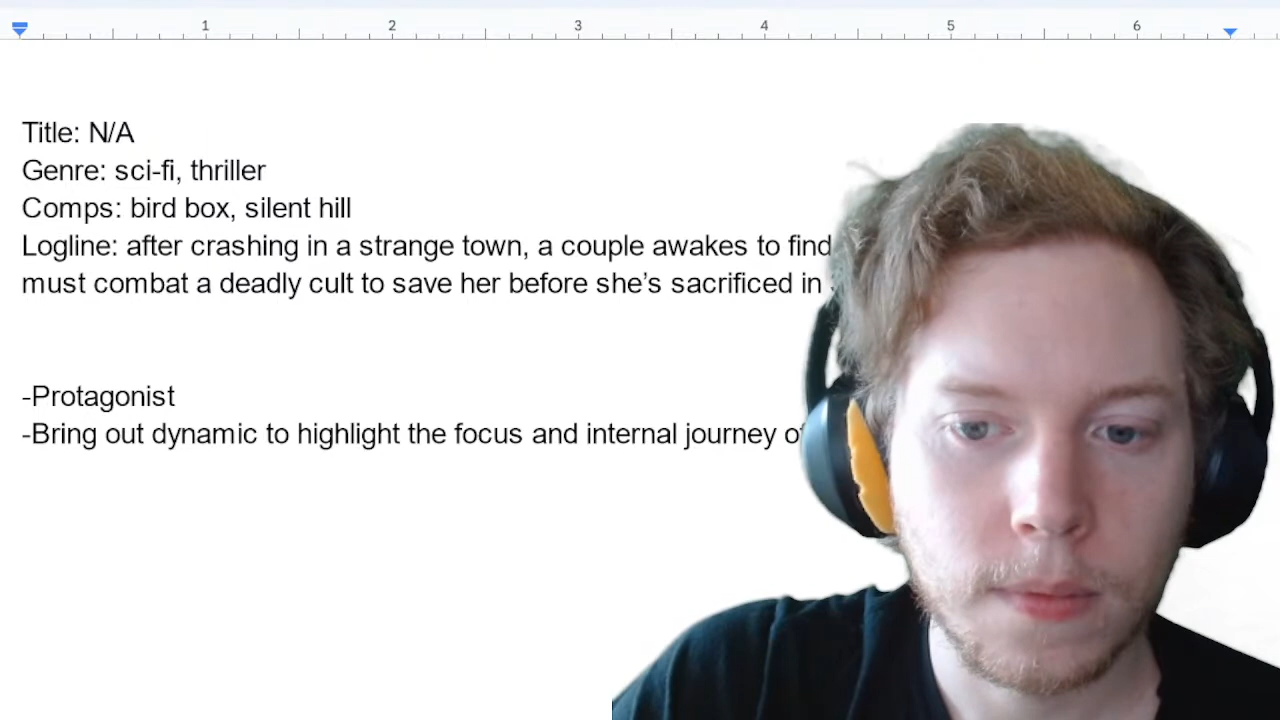 1 2 3 4 5 6
Title: N/A
Genre: sci-fi, thriller
Comps: bird box, silent hill
Logline: after crashing in a strange town, a couple awakes to find
must combat a deadly cult to save her before she’s sacrificed in
-Protagonist
-Bring out dynamic to highlight the focus and internal journey of